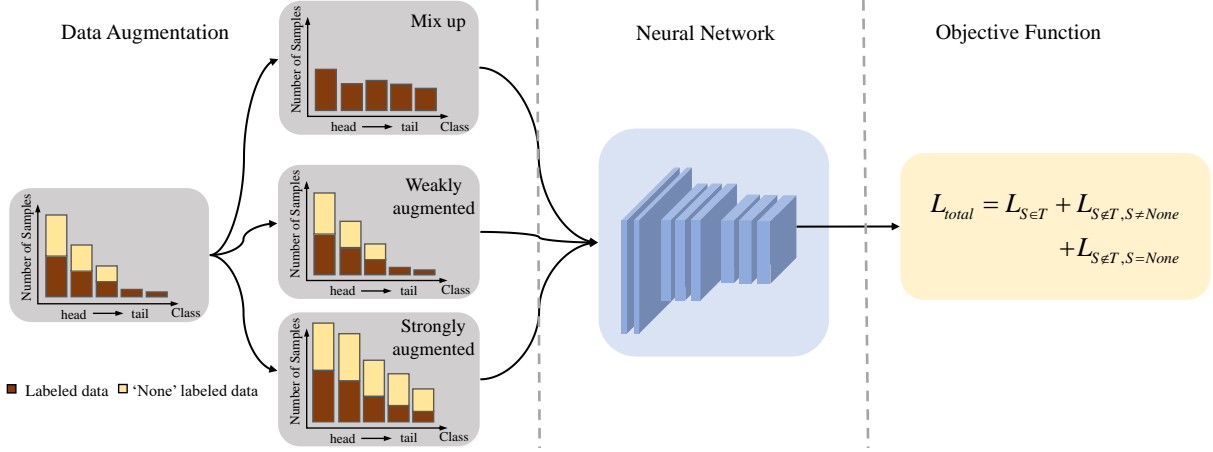 Data Augmentation
Neural Network
Objective Function
Number of Samples
head
tail
Class
Labeled data
‘None’ labeled data
Mix up
Number of Samples
head
tail
Class
Weakly
augmented
Number of Samples
head
tail
Class
Strongly
augmented
Number of Samples
head
tail
Class
L_{total} = L_{S∈T} + L_{S∉T,S≠None}
+L_{S∉T,S=None}